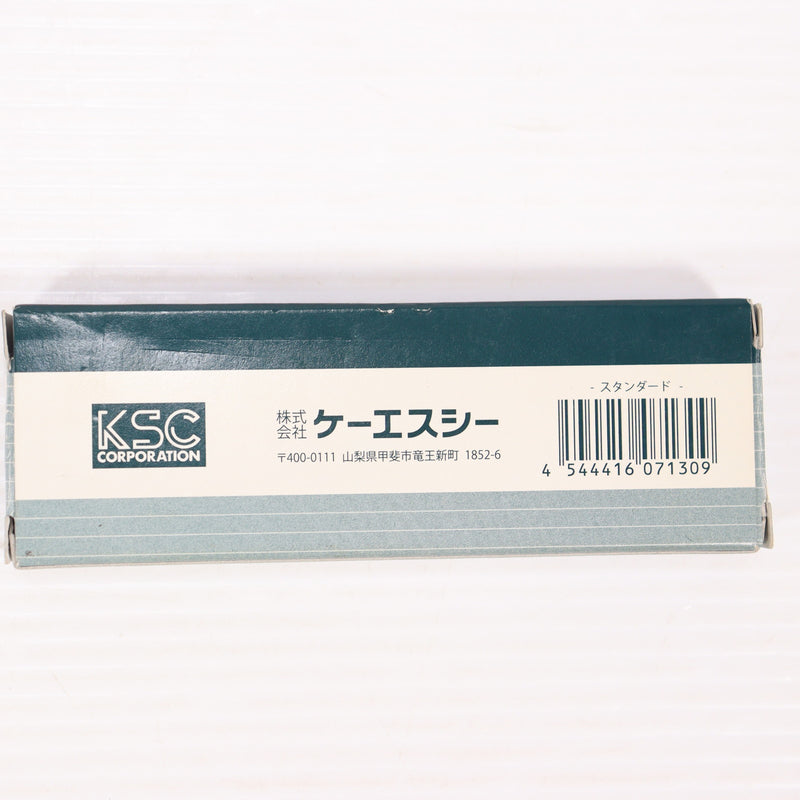 KSC
CORPORATION
株式会社 ケーエスシー
〒400-0111 山梨県甲斐市竜王新町 1852-6
- スタンダード -
4 544416 071309